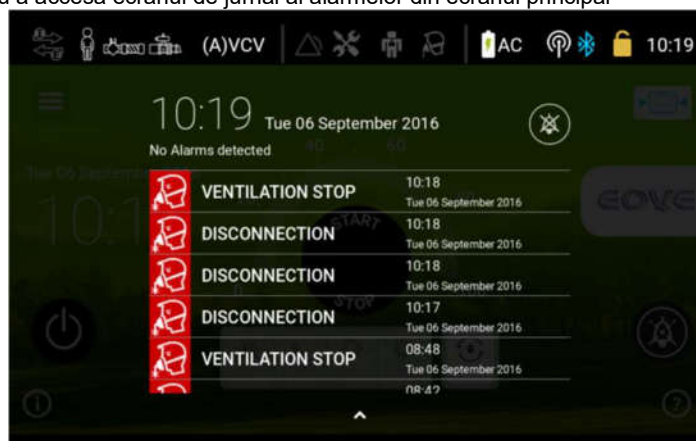 a accesa ecranul de jurnal al alarmelor din ecranul principal
(A)VCV
AC
10:19
10:19 Tue 06 September 2016
No Alarms detected
40 60
EOVE
START
STOP
VENTILATION STOP
10:18
Tue 06 September 2016
DISCONNECTION
10:18
Tue 06 September 2016
DISCONNECTION
10:18
Tue 06 September 2016
DISCONNECTION
10:17
Tue 06 September 2016
VENTILATION STOP
08:48
Tue 06 September 2016
08:42